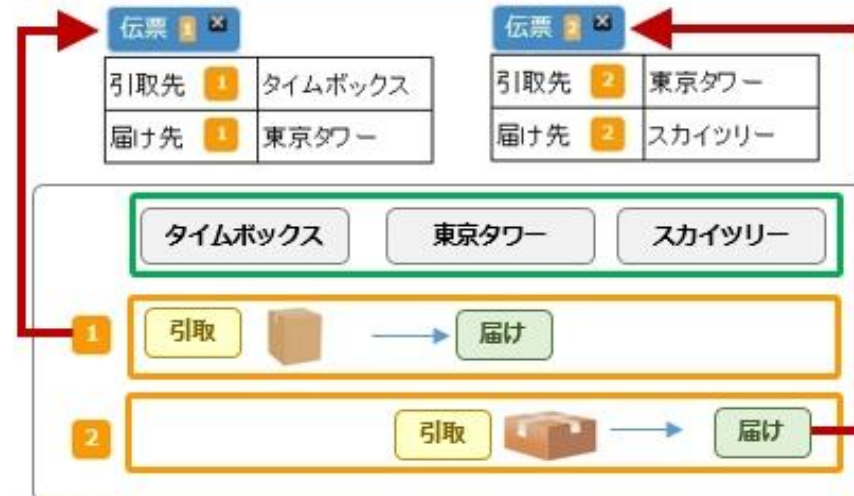 伝票 1 伝票 2
引取先 1 タイムボックス 引取先 2 東京タワー
届け先 1 東京タワー 届け先 2 スカイツリー
タイムボックス 東京タワー スカイツリー
1 引取 届け
2 引取 届け